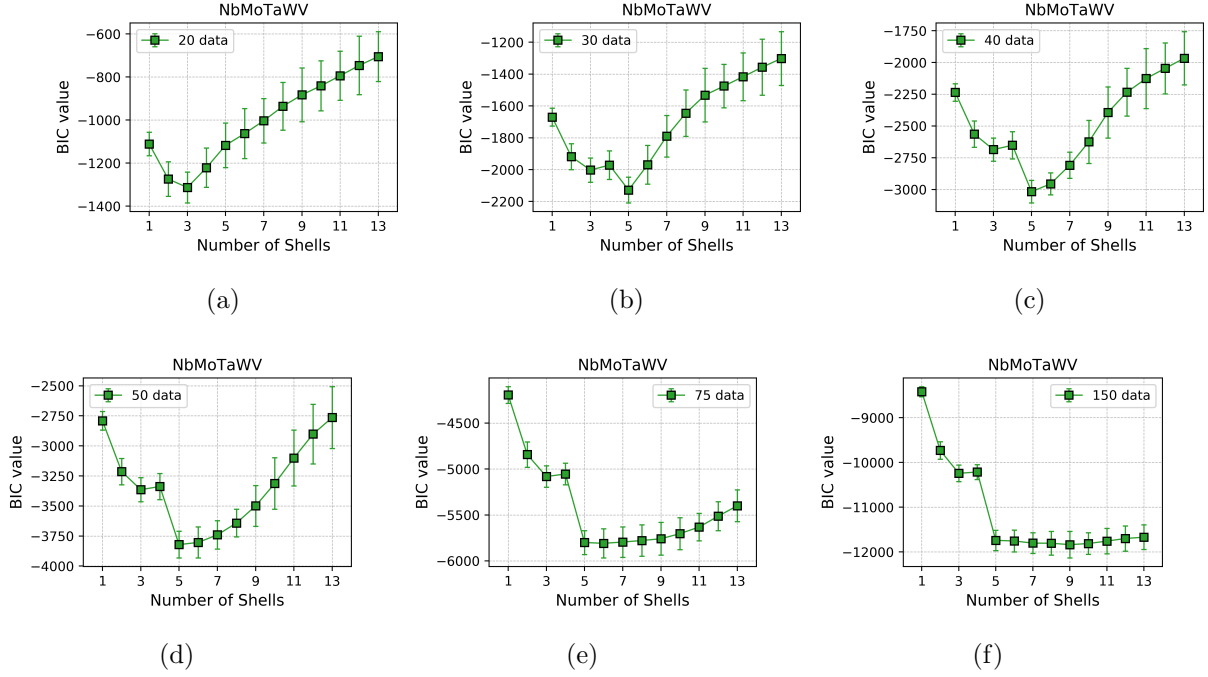 NbMoTaWV
20 data
BIC value
−600
−800
−1000
−1200
−1400
1 3 5 7 9 11 13
Number of Shells
(a)
NbMoTaWV
30 data
BIC value
−1200
−1400
−1600
−1800
−2000
−2200
1 3 5 7 9 11 13
Number of Shells
(b)
NbMoTaWV
40 data
BIC value
−1750
−2000
−2250
−2500
−2750
−3000
1 3 5 7 9 11 13
Number of Shells
(c)
NbMoTaWV
50 data
BIC value
−2500
−2750
−3000
−3250
−3500
−3750
−4000
1 3 5 7 9 11 13
Number of Shells
(d)
NbMoTaWV
75 data
BIC value
−4500
−5000
−5500
−6000
1 3 5 7 9 11 13
Number of Shells
(e)
NbMoTaWV
150 data
BIC value
−9000
−10000
−11000
−12000
1 3 5 7 9 11 13
Number of Shells
(f)